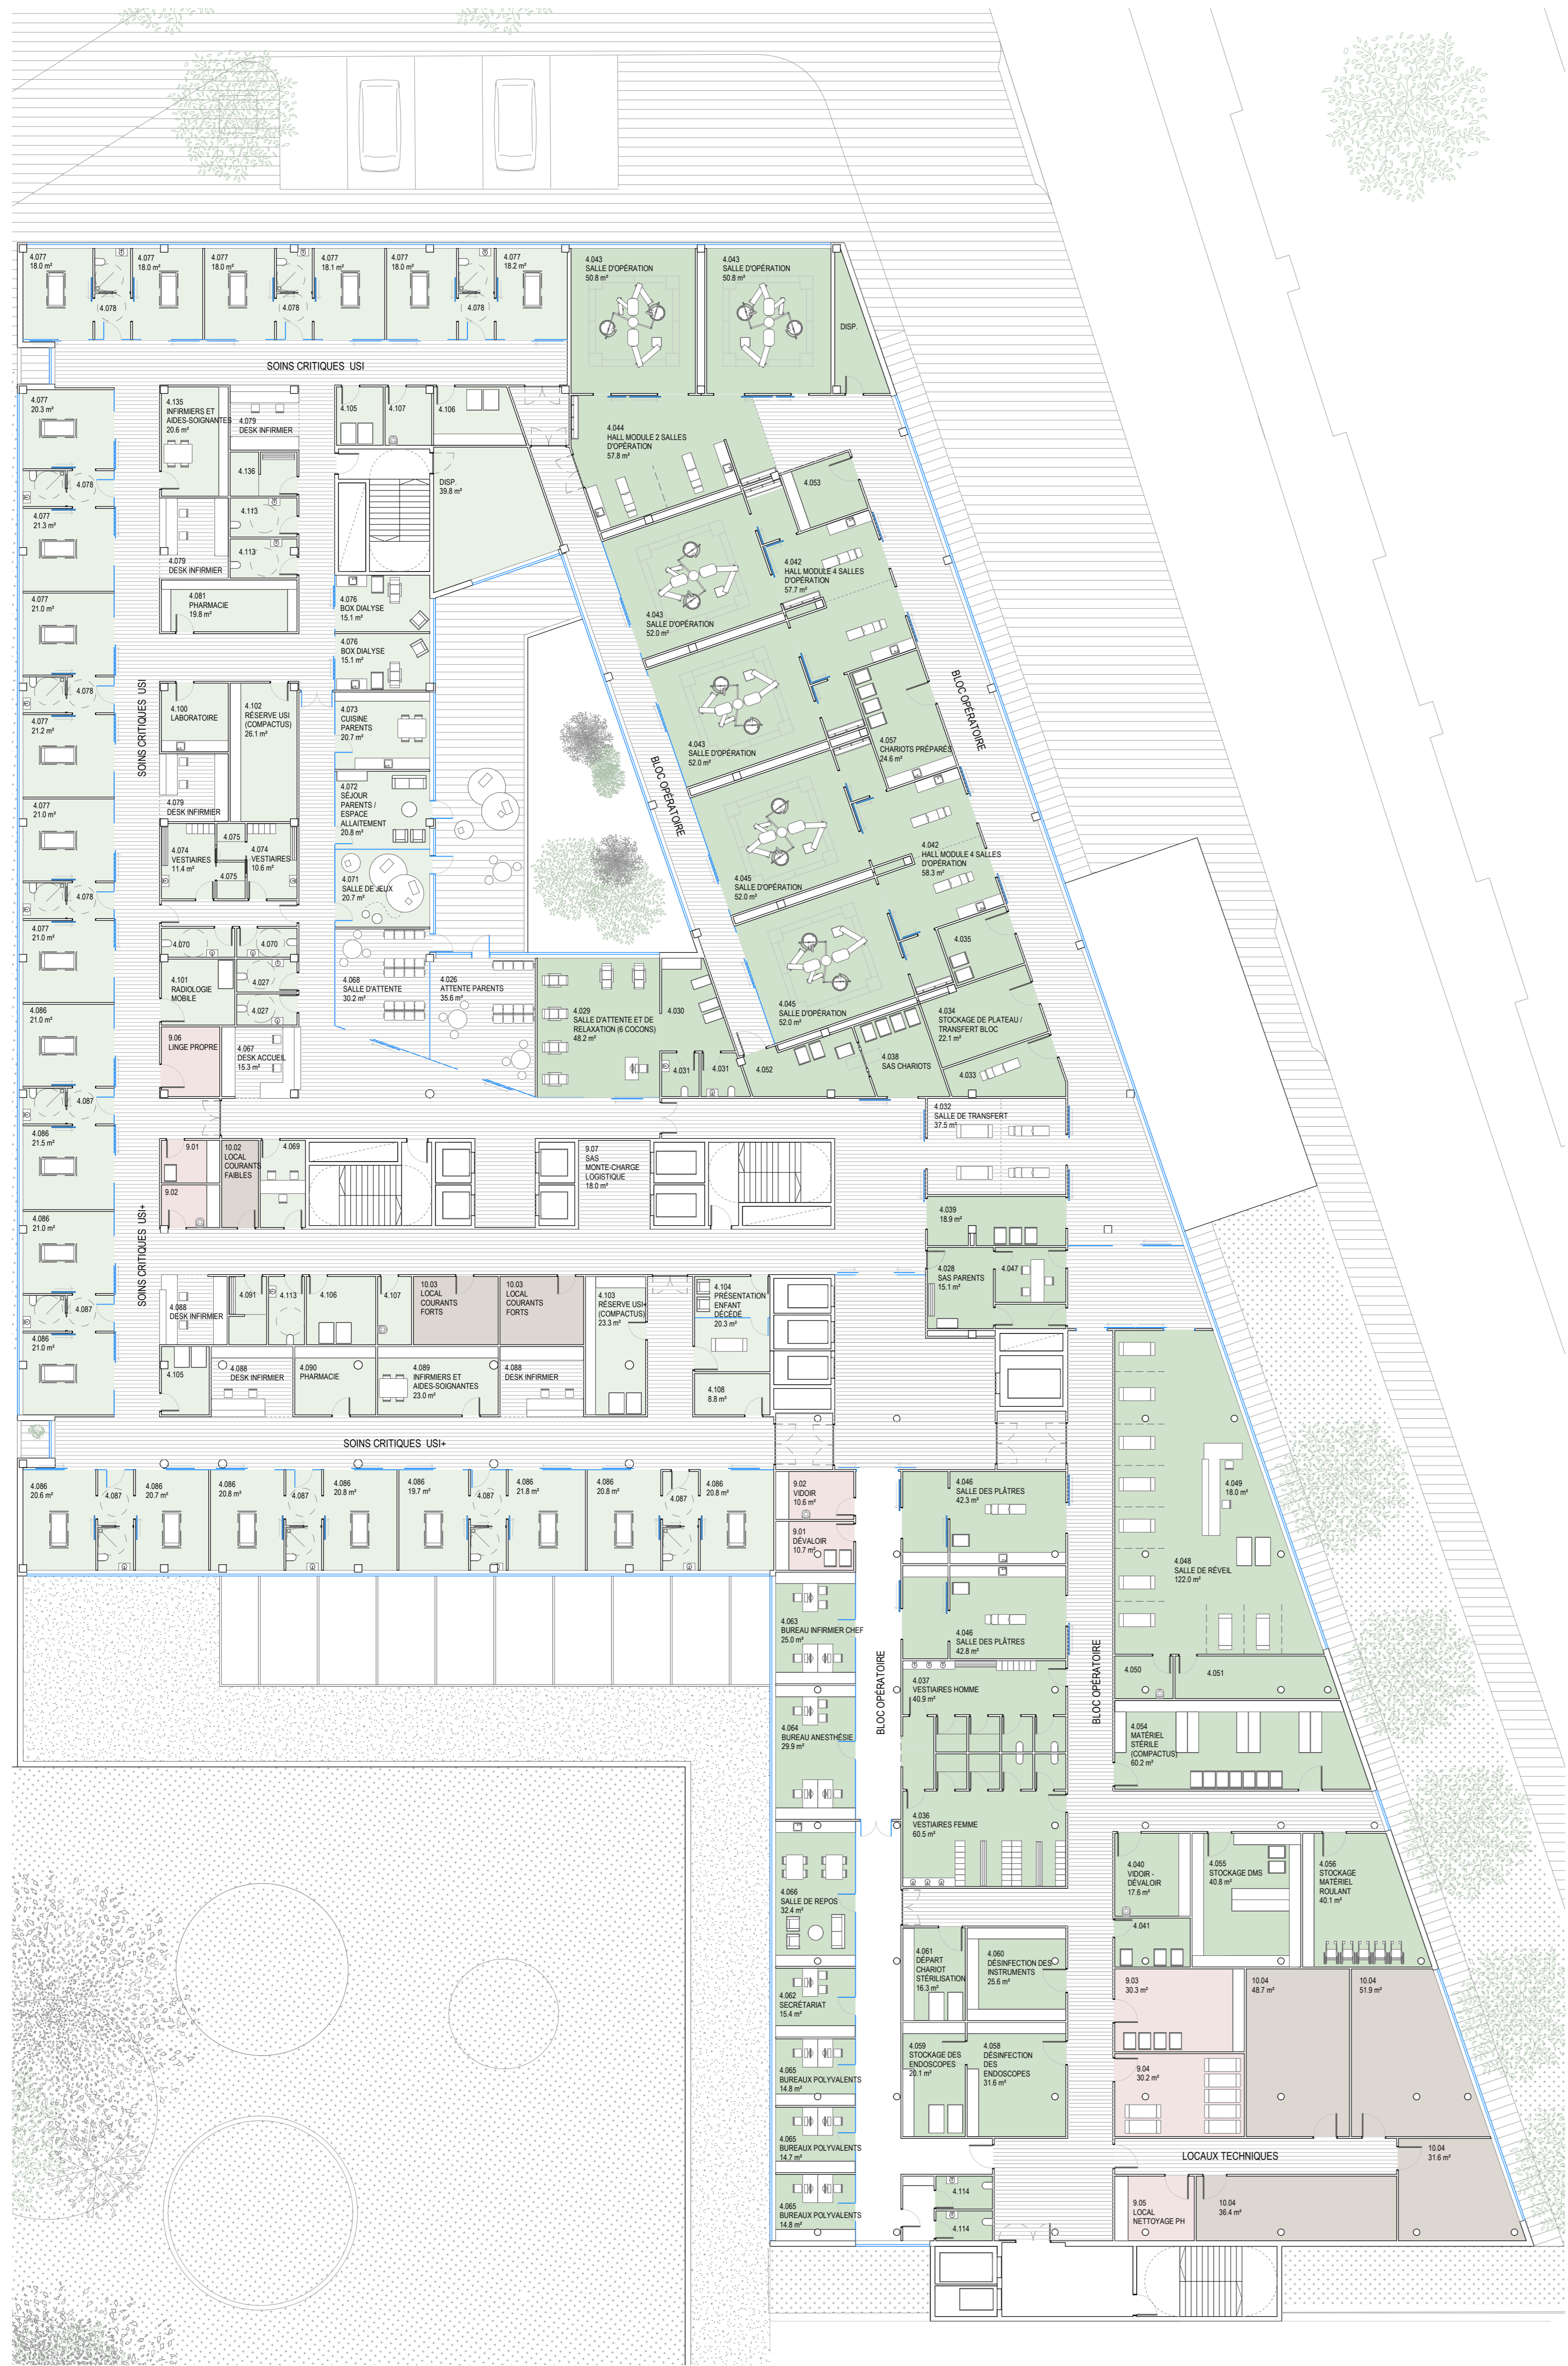 4.077
18.0 m²
4.077
18.0 m²
4.077
18.0 m²
4.077
18.1 m²
4.077
18.0 m²
4.077
18.2 m²
4.078
4.078
4.078
4.043
SALLE D'OPÉRATION
50.8 m²
4.043
SALLE D'OPÉRATION
50.8 m²
DISP.
SOINS CRITIQUES USI
4.077
20.3 m²
4.135
INFIRMIERS ET
AIDES-SOIGNANTES
20.6 m²
4.079
DESK INFIRMIER
4.105
4.107
4.106
4.044
HALL MODULE 2 SALLES
D'OPÉRATION
57.8 m²
4.136
4.078
DISP.
39.8 m²
4.053
4.077
21.3 m²
4.113
4.113
4.079
DESK INFIRMIER
4.042
HALL MODULE 4 SALLES
D'OPÉRATION
57.7 m²
4.077
21.0 m²
4.081
PHARMACIE
19.8 m²
4.076
BOX DIALYSE
15.1 m²
4.043
SALLE D'OPÉRATION
52.0 m²
4.076
BOX DIALYSE
15.1 m²
4.078
SOINS CRITIQUES USI
4.100
LABORATOIRE
4.102
RÉSERVE USI
(COMPACTUS)
26.1 m²
4.073
CUISINE
PARENTS
20.7 m²
BLOC OPÉRATOIRE
4.077
21.2 m²
4.043
SALLE D'OPÉRATION
52.0 m²
4.057
CHARIOTS PRÉPARÉS
24.6 m²
BLOC OPÉRATOIRE
4.072
SÉJOUR
PARENTS /
ESPACE
ALLAITEMENT
20.8 m²
4.079
DESK INFIRMIER
4.077
21.0 m²
4.075
4.074
VESTIAIRES
11.4 m²
4.074
VESTIAIRES
10.6 m²
4.075
4.042
HALL MODULE 4 SALLES
D'OPÉRATION
58.3 m²
4.078
4.071
SALLE DE JEUX
20.7 m²
4.045
SALLE D'OPÉRATION
52.0 m²
4.077
21.0 m²
4.070
4.070
4.035
4.101
RADIOLOGIE
MOBILE
4.027
4.027
4.068
SALLE D'ATTENTE
30.2 m²
4.026
ATTENTE PARENTS
35.6 m²
4.029
SALLE D'ATTENTE ET DE
RELAXATION (6 COCONS)
48.2 m²
4.030
4.045
SALLE D'OPÉRATION
52.0 m²
4.034
STOCKAGE DE PLATEAU /
TRANSFERT BLOC
22.1 m²
4.086
21.0 m²
9.06
LINGE PROPRE
4.067
DESK ACCUEIL
15.3 m²
4.031
4.031
4.052
4.038
SAS CHARIOTS
4.033
4.087
4.032
SALLE DE TRANSFERT
37.5 m²
4.086
21.5 m²
9.01
10.02
LOCAL
COURANTS
FAIBLES
4.069
9.07
SAS
MONTE-CHARGE
LOGISTIQUE
18.0 m²
9.02
4.039
18.9 m²
4.086
21.0 m²
SOINS CRITIQUES USI+
4.028
SAS PARENTS
15.1 m²
4.047
4.087
4.088
DESK INFIRMIER
4.091
4.113
4.106
4.107
10.03
LOCAL
COURANTS
FORTS
10.03
LOCAL
COURANTS
FORTS
4.103
RÉSERVE USI+
(COMPACTUS)
23.3 m²
4.104
PRÉSENTATION
ENFANT
DÉCÉDÉ
20.3 m²
4.086
21.0 m²
4.105
4.088
DESK INFIRMIER
4.090
PHARMACIE
4.089
INFIRMIERS ET
AIDES-SOIGNANTES
23.0 m²
4.088
DESK INFIRMIER
4.108
8.8 m²
SOINS CRITIQUES USI+
4.086
20.6 m²
4.087
4.086
20.7 m²
4.086
20.8 m²
4.087
4.086
20.8 m²
4.086
19.7 m²
4.087
4.086
21.8 m²
4.086
20.8 m²
4.087
4.086
20.8 m²
9.02
VIDOIR
10.6 m²
4.046
SALLE DES PLÂTRES
42.3 m²
4.049
18.0 m²
9.01
DÉVALOIR
10.7 m²
4.048
SALLE DE RÉVEIL
122.0 m²
4.063
BUREAU INFIRMIER CHEF
25.0 m²
4.046
SALLE DES PLÂTRES
42.8 m²
BLOC OPÉRATOIRE
BLOC OPÉRATOIRE
4.037
VESTIAIRES HOMME
40.9 m²
4.050
4.051
4.064
BUREAU ANESTHÉSIE
29.9 m²
4.054
MATÉRIEL
STÉRILE
(COMPACTUS)
60.2 m²
4.036
VESTIAIRES FEMME
60.5 m²
4.066
SALLE DE REPOS
32.4 m²
4.040
VIDOIR -
DÉVALOIR
17.6 m²
4.055
STOCKAGE DMS
40.8 m²
4.056
STOCKAGE
MATÉRIEL
ROULANT
40.1 m²
4.041
4.061
DÉPART
CHARIOT
STÉRILISATION
16.3 m²
4.060
DÉSINFECTION DES
INSTRUMENTS
25.6 m²
4.062
SECRÉTARIAT
15.4 m²
9.03
30.3 m²
10.04
48.7 m²
10.04
51.9 m²
4.065
BUREAUX POLYVALENTS
14.8 m²
4.059
STOCKAGE DES
ENDOSCOPES
20.1 m²
4.058
DÉSINFECTION
DES
ENDOSCOPES
31.6 m²
9.04
30.2 m²
4.065
BUREAUX POLYVALENTS
14.7 m²
LOCAUX TECHNIQUES
10.04
31.6 m²
4.065
BUREAUX POLYVALENTS
14.8 m²
4.114
4.114
9.05
LOCAL
NETTOYAGE PH
10.04
36.4 m²